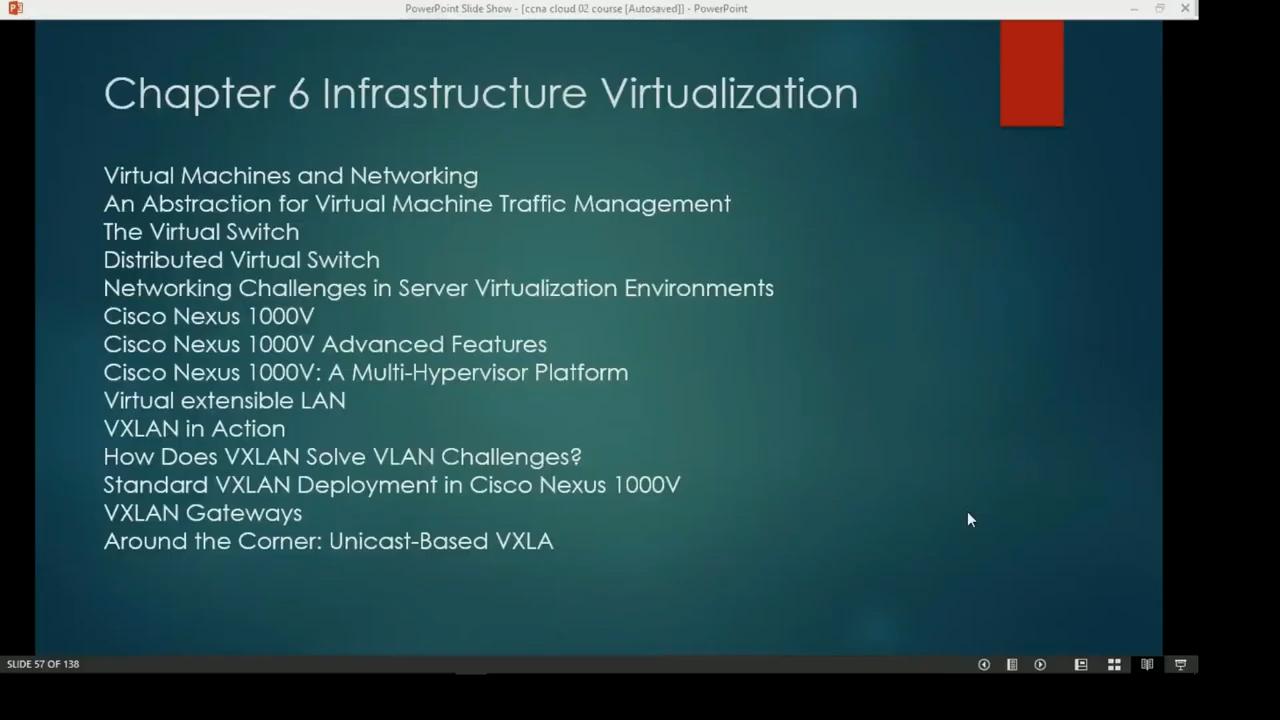 PowerPoint Slide Show - [ccna cloud 02 course [Autosaved]] - PowerPoint
Chapter 6 Infrastructure Virtualization
Virtual Machines and Networking
An Abstraction for Virtual Machine Traffic Management
The Virtual Switch
Distributed Virtual Switch
Networking Challenges in Server Virtualization Environments
Cisco Nexus 1000V
Cisco Nexus 1000V Advanced Features
Cisco Nexus 1000V: A Multi-Hypervisor Platform
Virtual extensible LAN
VXLAN in Action
How Does VXLAN Solve VLAN Challenges?
Standard VXLAN Deployment in Cisco Nexus 1000V
VXLAN Gateways
Around the Corner: Unicast-Based VXLA
SLIDE 57 OF 138